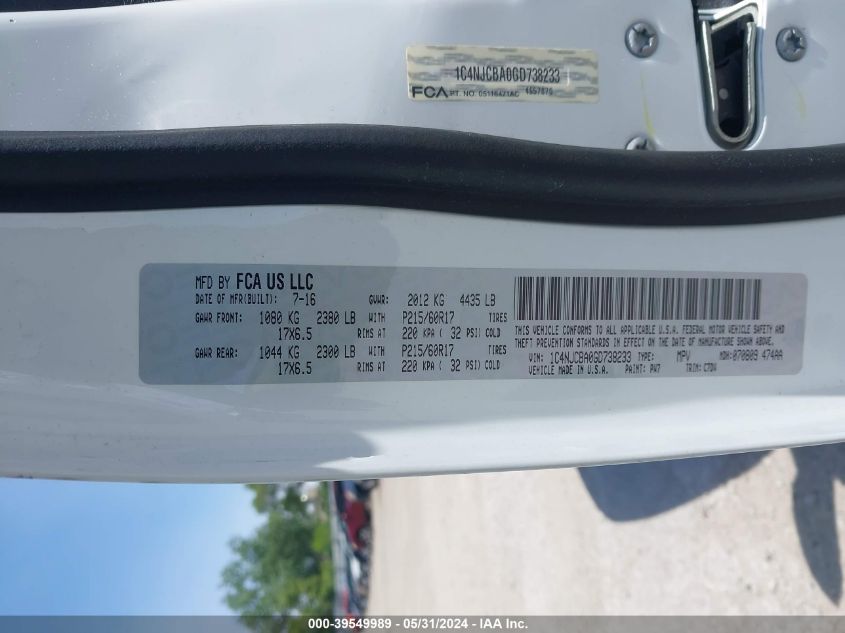 1C4NJCBA0GD738233
FCA PT. NO. 05116421AC 4557875
MFD BY FCA US LLC
DATE OF MFR(BUILT): 7-16 GVWR: 2012 KG 4435 LB
GAWR FRONT: 1080 KG 2380 LB WITH P215/60R17 TIRES
17X6.5 RIMS AT 220 KPA ( 32 PSI) COLD
GAWR REAR: 1044 KG 2300 LB WITH P215/60R17 TIRES
17X6.5 RIMS AT 220 KPA ( 32 PSI) COLD
THIS VEHICLE CONFORMS TO ALL APPLICABLE U.S.A. FEDERAL MOTOR VEHICLE SAFETY AND
THEFT PREVENTION STANDARDS IN EFFECT ON THE DATE OF MANUFACTURE SHOWN ABOVE.
VIN: 1C4NJCBA0GD738233 TYPE: MPV MDH:070809 474AA
VEHICLE MADE IN U.S.A. PAINT: PW7 TRIM: C7DV
000-39549989 - 05/31/2024 - IAA Inc.